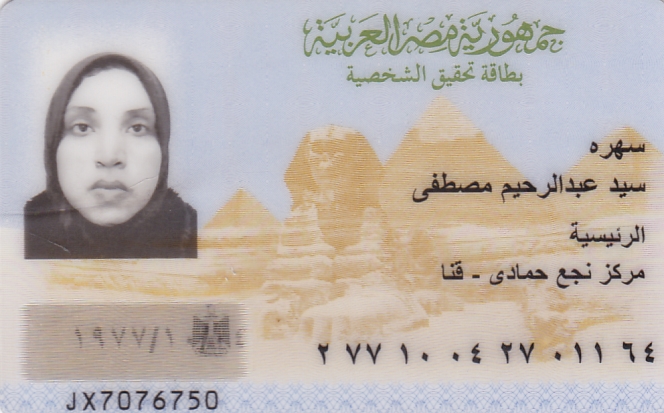 جمهورية مصر العربية
بطاقة تحقيق الشخصية
سهره
سيد عبدالرحيم مصطفى
الرئيسية
مركز نجع حمادى - قنا
٢ ٧٧ ١٠ ٠٤ ٢٧ ٠١١ ٦٤
١٩٧٧/١
JX7076750